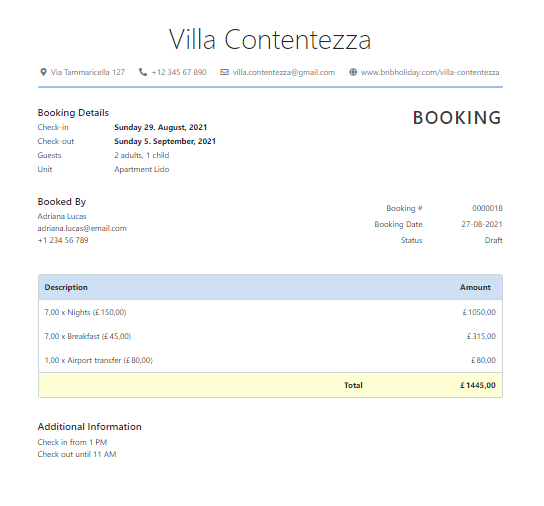 Villa Contentezza
Via Tammaricella 127 +12 345 67 890 villa.contentezza@gmail.com www.bnbholiday.com/villa-contentezza
Booking Details
BOOKING
Check-in Sunday 29. August, 2021
Check-out Sunday 5. September, 2021
Guests 2 adults, 1 child
Unit Apartment Lido
Booked By
Adriana Lucas
adriana.lucas@email.com
+1 234 56 789
Booking # 0000018
Booking Date 27-08-2021
Status Draft
Description Amount
7,00 x Nights (£ 150,00) £ 1050,00
7,00 x Breakfast (£ 45,00) £ 315,00
1,00 x Airport transfer (£ 80,00) £ 80,00
Total £ 1445,00
Additional Information
Check in from 1 PM
Check out until 11 AM